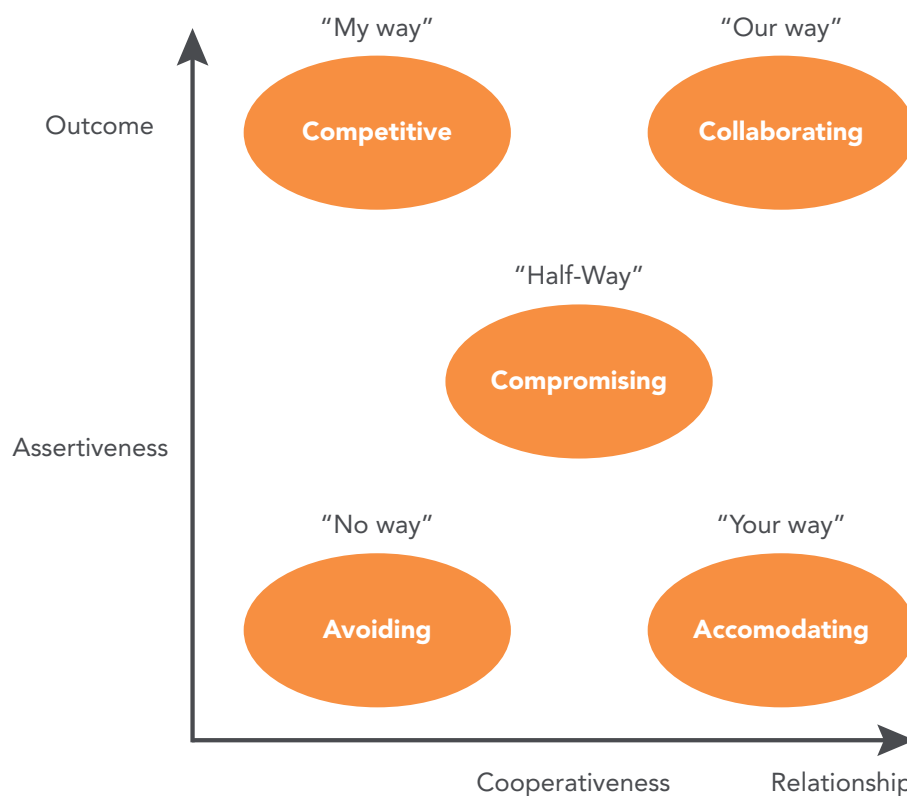 “My way”
“Our way”
Outcome
Competitive
Collaborating
“Half-Way”
Compromising
Assertiveness
“No way”
“Your way”
Avoiding
Accomodating
Cooperativeness
Relationship